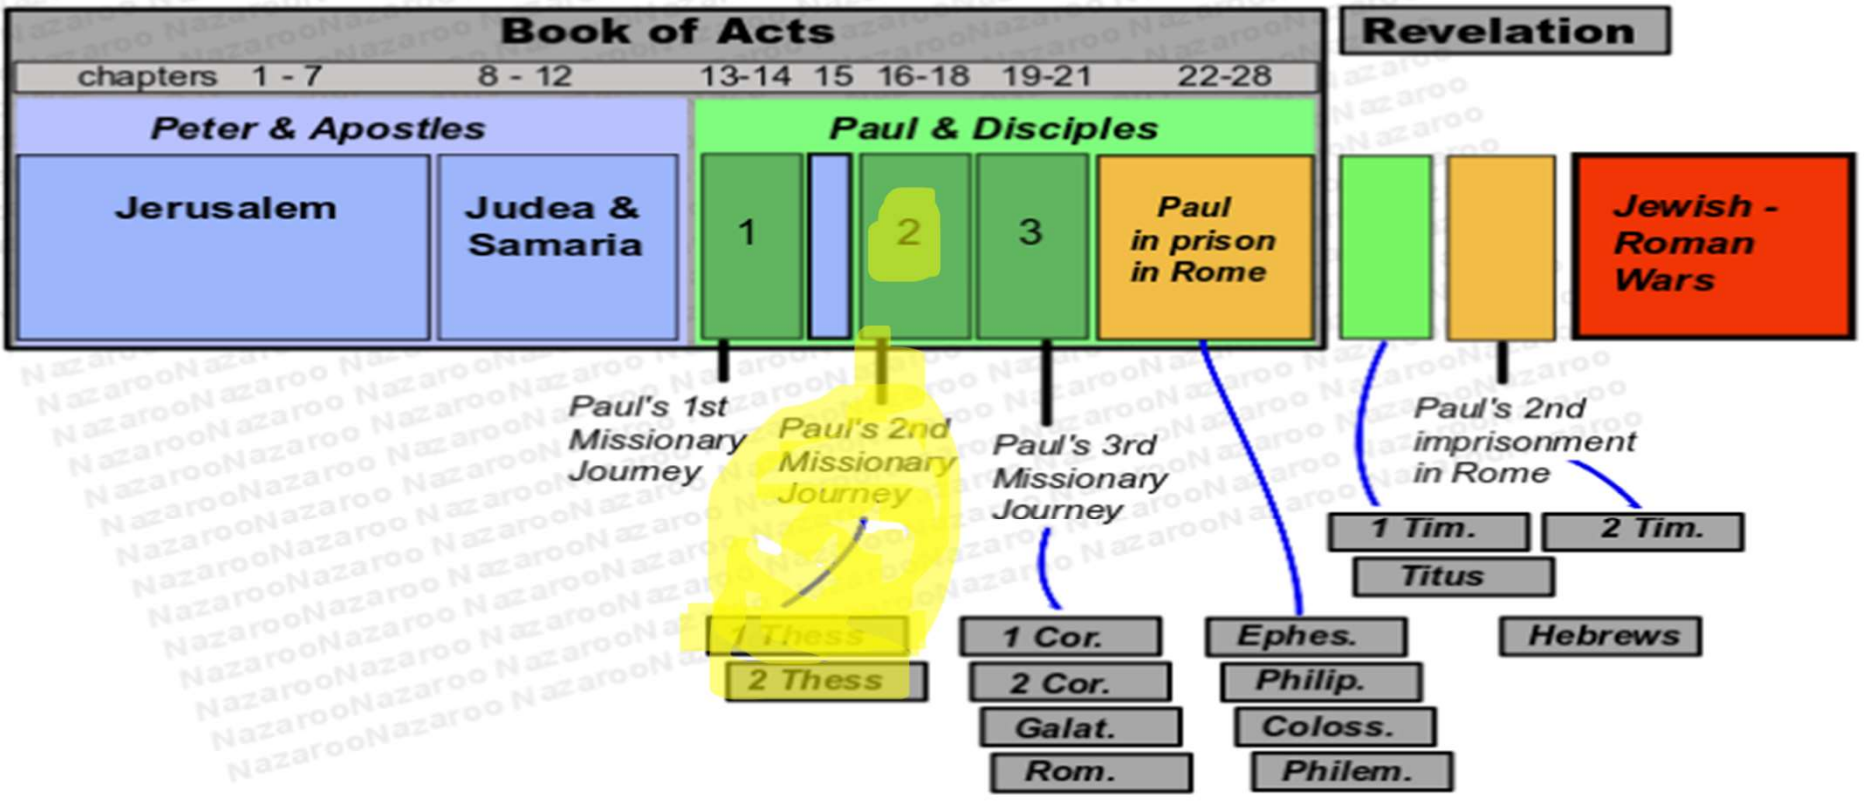 Book of Acts
Revelation
chapters 1 - 7 8 - 12 13-14 15 16-18 19-21 22-28
Peter & Apostles
Paul & Disciples
Jerusalem
Judea &
Samaria
1
2
3
Paul
in prison
in Rome
Jewish -
Roman
Wars
Paul's 1st
Missionary
Journey
Paul's 2nd
Missionary
Journey
Paul's 3rd
Missionary
Journey
Paul's 2nd
imprisonment
in Rome
1 Tim.
2 Tim.
Titus
1 Thess
2 Thess
1 Cor.
2 Cor.
Galat.
Rom.
Ephes.
Philip.
Coloss.
Philem.
Hebrews